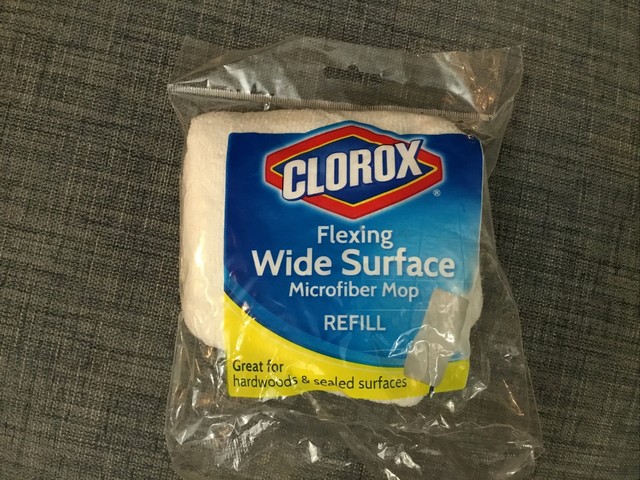 CLOROX®
Flexing
Wide Surface
Microfiber Mop
REFILL
Great for
hardwoods & sealed surfaces